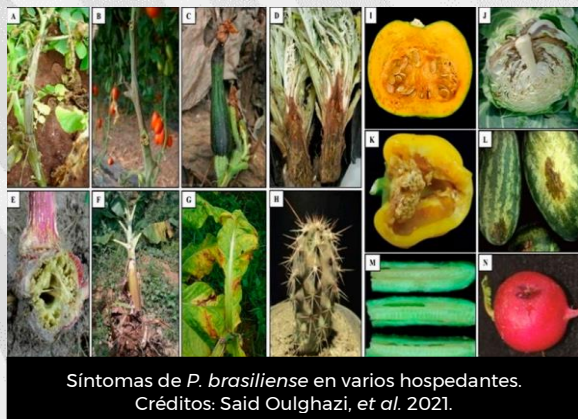 A B C D I J
K L
E F G H
M N
Síntomas de P. brasiliense en varios hospedantes.
Créditos: Said Oulghazi, et al. 2021.